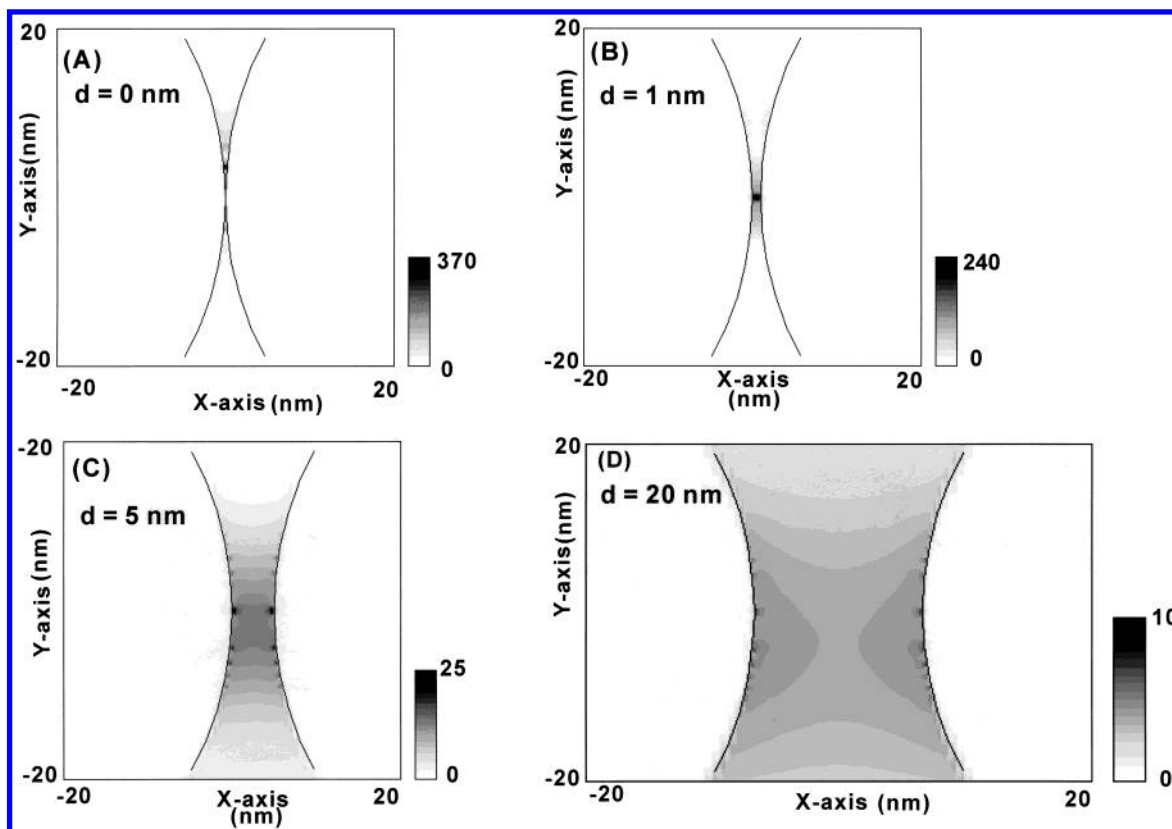 20
(A)
d = 0 nm
Y-axis(nm)
370
0
-20
-20
20
X-axis (nm)
20
(B)
d = 1 nm
Y-axis (nm)
240
0
-20
-20
X-axis
(nm)
20
-20
(C)
d = 5 nm
Y-axis (nm)
25
0
-20
-20
X-axis
(nm)
20
20
(D)
d = 20 nm
Y-axis(nm)
10
0
-20
-20
X-axis (nm)
20